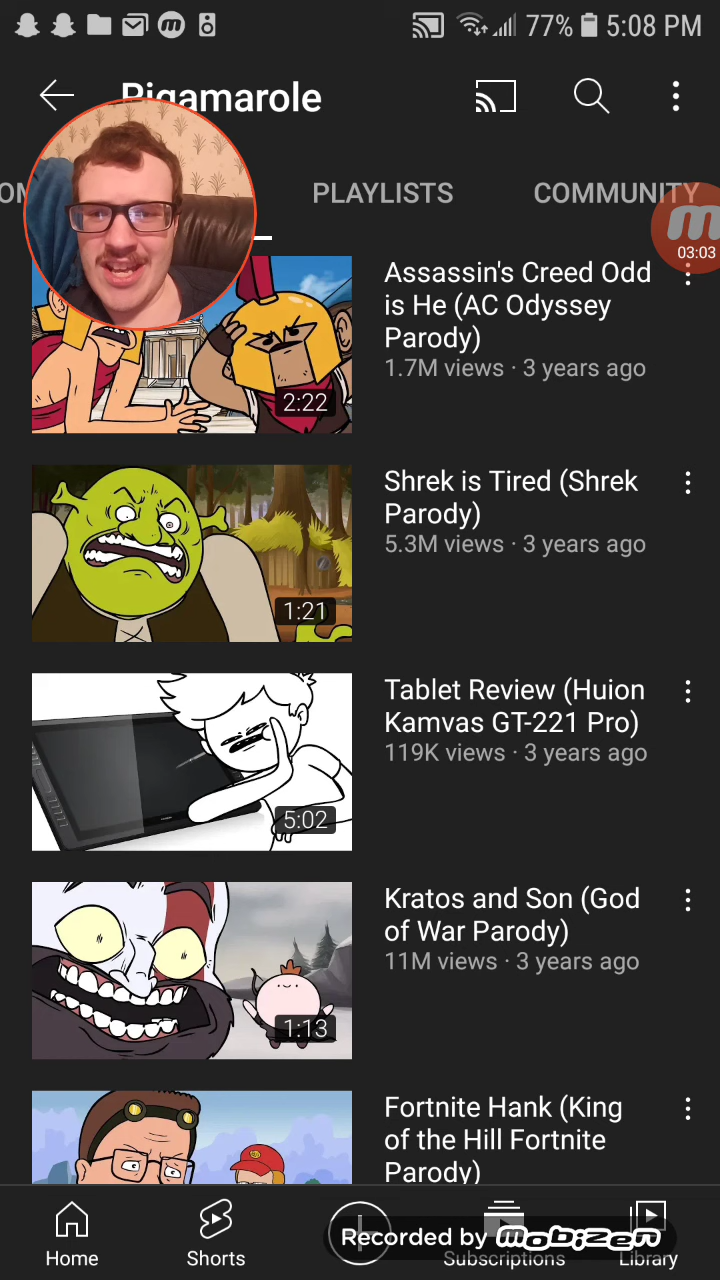 77% 5:08 PM
Rigamarole
PLAYLISTS
COMMUNITY
03:03
Assassin's Creed Odd
is He (AC Odyssey
Parody)
1.7M views · 3 years ago
2:22
Shrek is Tired (Shrek
Parody)
5.3M views · 3 years ago
1:21
Tablet Review (Huion
Kamvas GT-221 Pro)
119K views · 3 years ago
5:02
Kratos and Son (God
of War Parody)
11M views · 3 years ago
1:13
Fortnite Hank (King
of the Hill Fortnite
Parody)
Recorded by mobizen
Home
Shorts
Subscriptions
Library